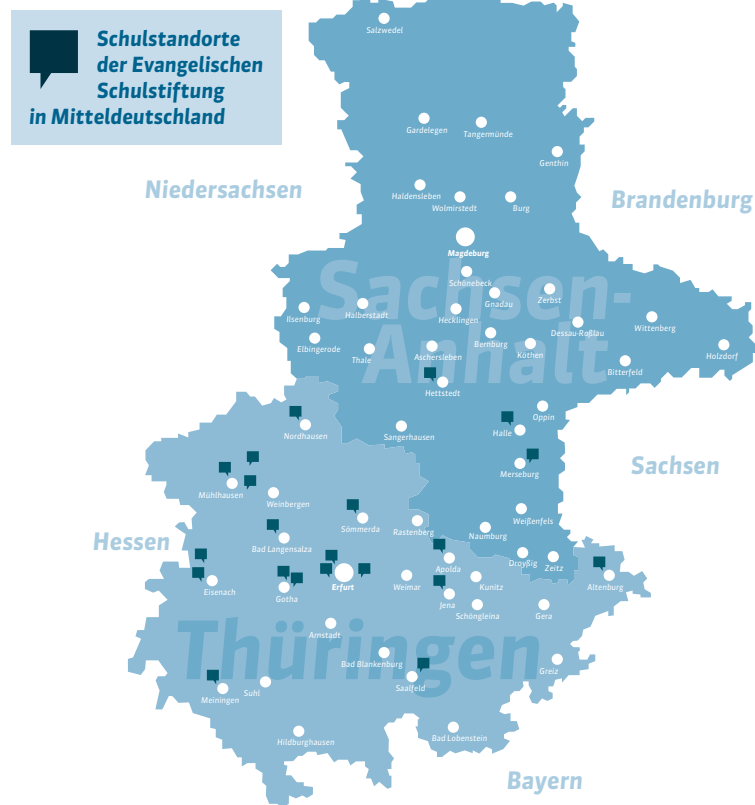 Schulstandorte
der Evangelischen
Schulstiftung
in Mitteldeutschland
Salzwedel
Gardelegen
Tangermünde
Genthin
Niedersachsen
Haldensleben
Wolmirstedt
Burg
Brandenburg
Magdeburg
Schönebeck
Sachsen-
Anhalt
Ilsenburg
Halberstadt
Hecklingen
Gnadau
Zerbst
Dessau-Roßlau
Wittenberg
Elbingerode
Thale
Aschersleben
Bernburg
Köthen
Bitterfeld
Holzdorf
Hettstedt
Oppin
Nordhausen
Sangerhausen
Halle
Merseburg
Sachsen
Mühlhausen
Weinbergen
Sömmerda
Rastenberg
Naumburg
Weißenfels
Hessen
Bad Langensalza
Apolda
Droyßig
Zeitz
Eisenach
Gotha
Erfurt
Weimar
Kunitz
Altenburg
Jena
Schöngleina
Gera
Arnstadt
Thüringen
Bad Blankenburg
Greiz
Meiningen
Suhl
Saalfeld
Hildburghausen
Bad Lobenstein
Bayern